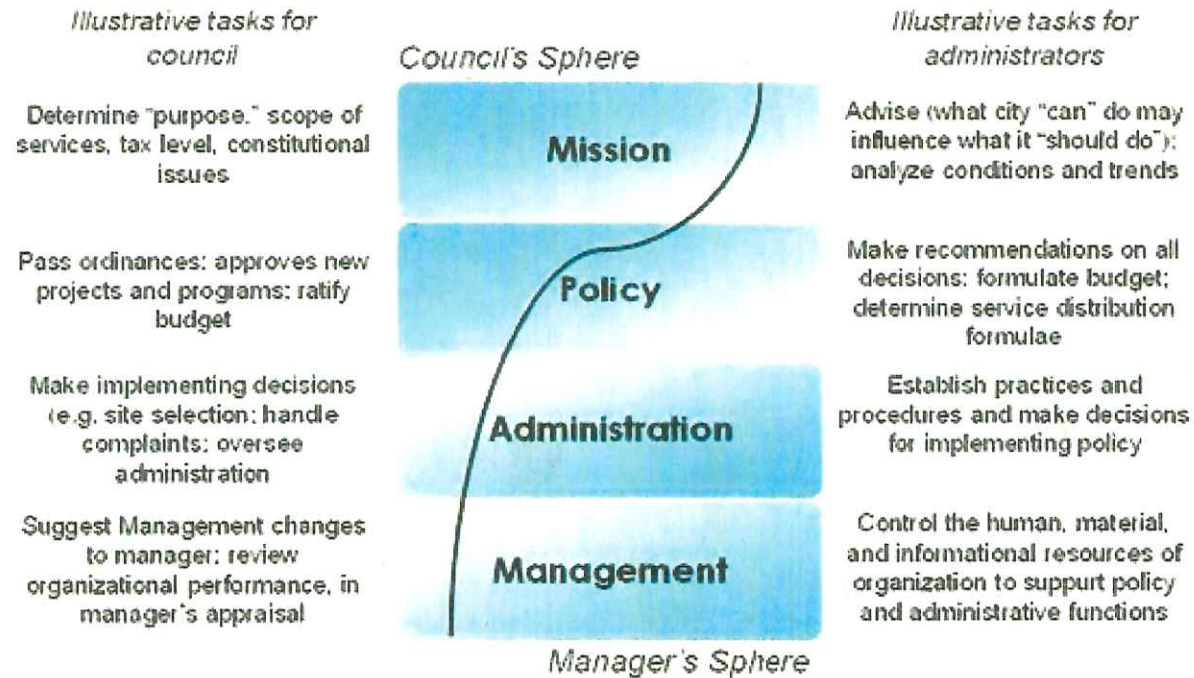 Illustrative tasks for
council
Council's Sphere
Illustrative tasks for
administrators
Determine "purpose." scope of
services, tax level, constitutional
issues
Mission
Advise (what city "can" do may
influence what it "should do"):
analyze conditions and trends
Pass ordinances: approves new
projects and programs: ratify
budget
Policy
Make recommendations on all
decisions: formulate budget;
determine service distribution
formulae
Make implementing decisions
(e.g. site selection; handle
complaints: oversee
administration
Administration
Establish practices and
procedures and make decisions
for implementing policy
Suggest Management changes
to manager; review
organizational performance, in
manager's appraisal
Management
Control the human, material,
and informational resources of
organization to suppurt policy
and administrative functions
Manager's Sphere